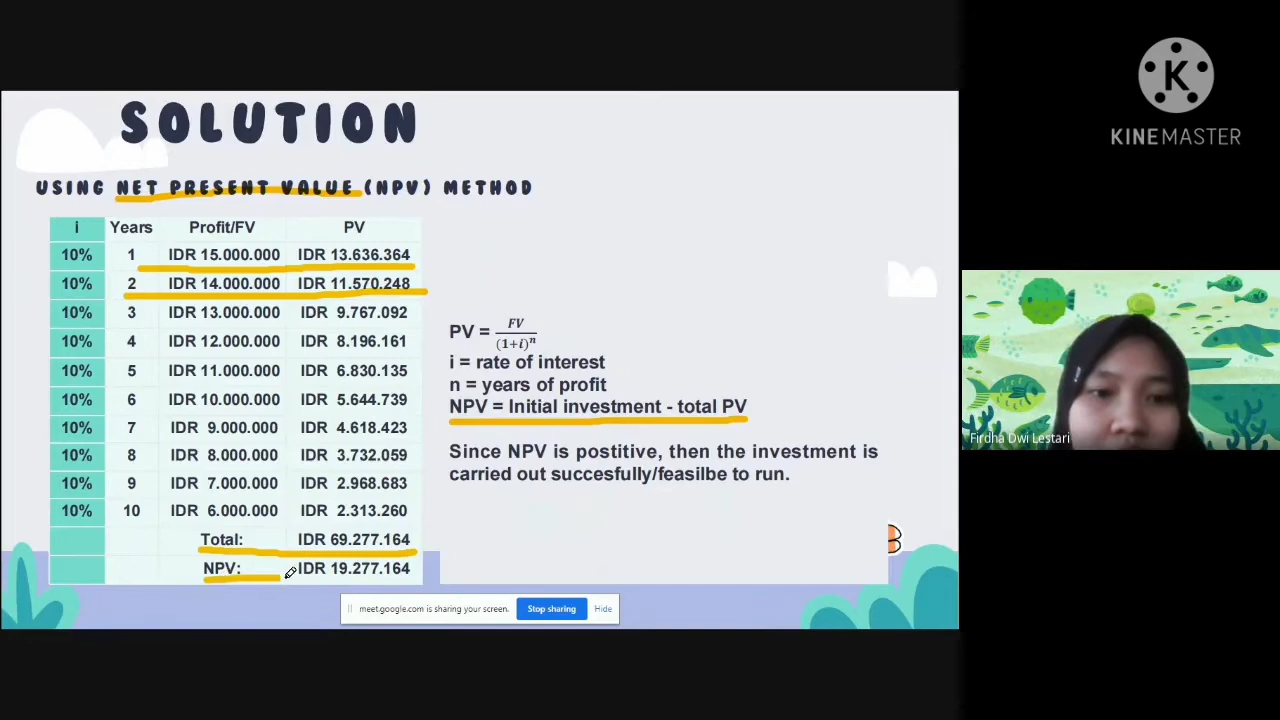 SOLUTION
USING NET PRESENT VALUE (NPV) METHOD
i Years Profit/FV PV
10% 1 IDR 15.000.000 IDR 13.636.364
10% 2 IDR 14.000.000 IDR 11.570.248
10% 3 IDR 13.000.000 IDR 9.767.092
10% 4 IDR 12.000.000 IDR 8.196.161
10% 5 IDR 11.000.000 IDR 6.830.135
10% 6 IDR 10.000.000 IDR 5.644.739
10% 7 IDR 9.000.000 IDR 4.618.423
10% 8 IDR 8.000.000 IDR 3.732.059
10% 9 IDR 7.000.000 IDR 2.968.683
10% 10 IDR 6.000.000 IDR 2.313.260
Total: IDR 69.277.164
NPV: IDR 19.277.164
PV = FV/(1+i)^n
i = rate of interest
n = years of profit
NPV = Initial investment - total PV
Since NPV is postitive, then the investment is
carried out succesfully/feasilbe to run.
meet.google.com is sharing your screen. Stop sharing Hide
K
KINEMASTER
Firdha Dwi Lestari